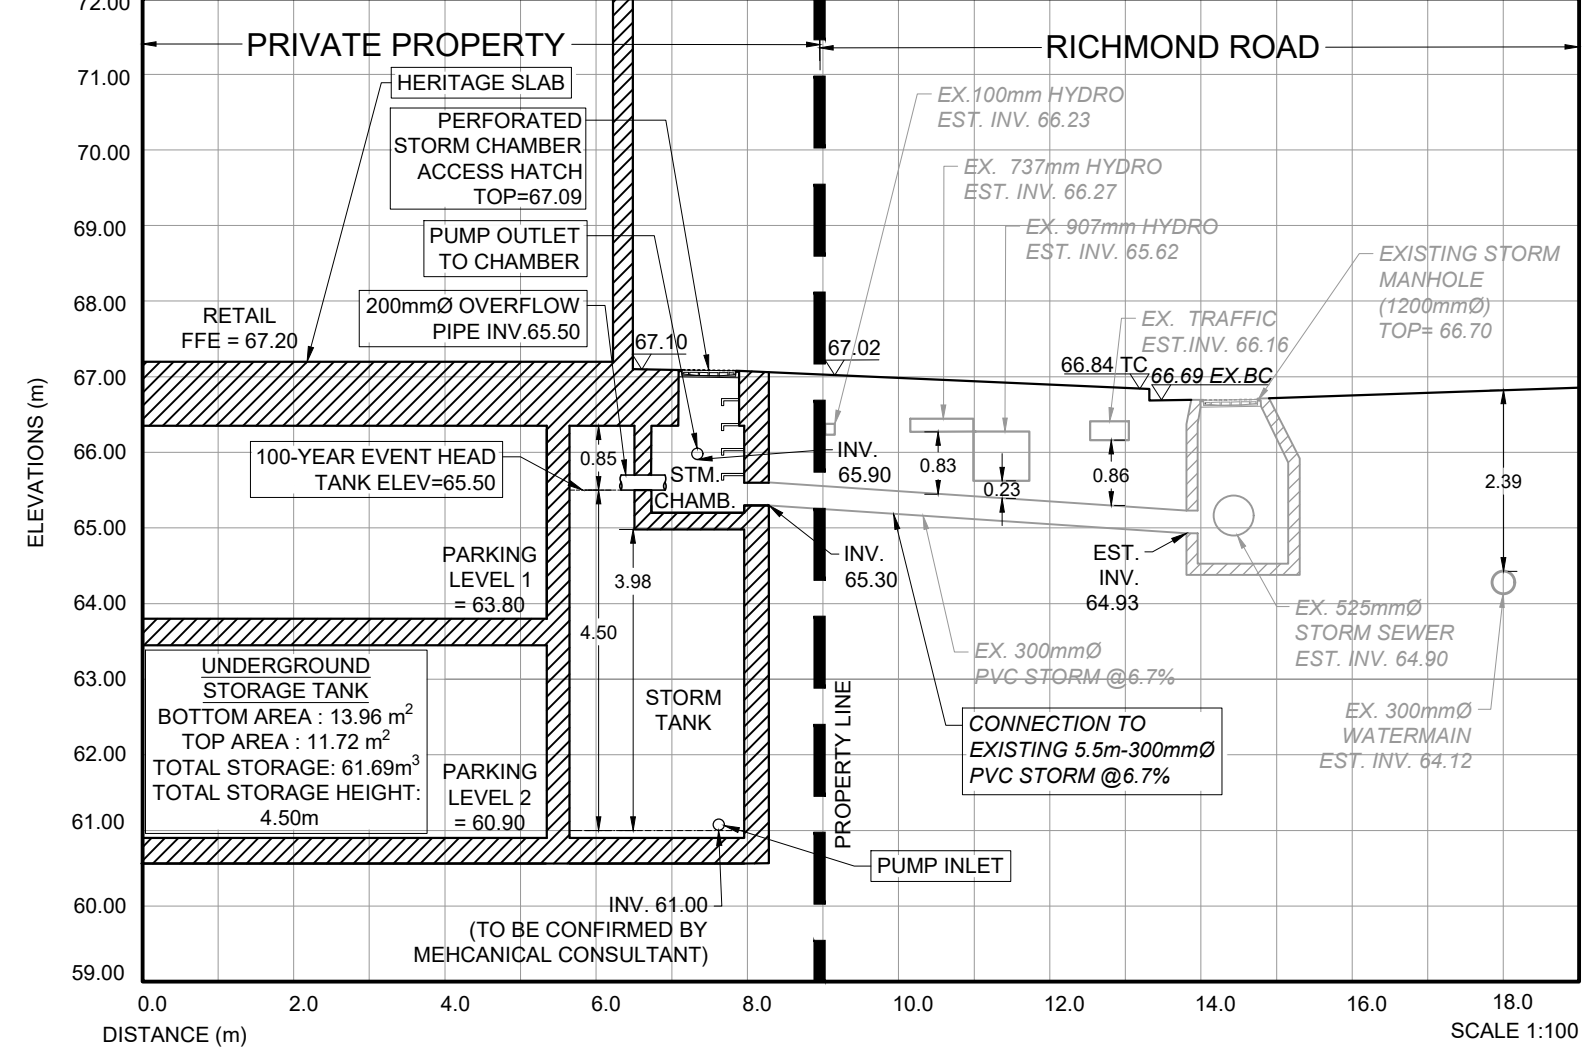 72.00
PRIVATE PROPERTY
RICHMOND ROAD
71.00
HERITAGE SLAB
PERFORATED
STORM CHAMBER
ACCESS HATCH
TOP=67.09
EX.100mm HYDRO
EST. INV. 66.23
70.00
EX. 737mm HYDRO
EST. INV. 66.27
69.00
PUMP OUTLET
TO CHAMBER
EX. 907mm HYDRO
EST. INV. 65.62
EXISTING STORM
MANHOLE
(1200mmØ)
TOP= 66.70
68.00
RETAIL
FFE = 67.20
200mmØ OVERFLOW
PIPE INV.65.50
EX. TRAFFIC
EST.INV. 66.16
67.10
67.02
66.84 TC
66.69 EX.BC
67.00
ELEVATIONS (m)
66.00
100-YEAR EVENT HEAD
TANK ELEV=65.50
0.85
STM.
CHAMB.
INV.
65.90
0.83
0.23
0.86
2.39
65.00
PARKING
LEVEL 1
= 63.80
3.98
INV.
65.30
EST.
INV.
64.93
64.00
4.50
EX. 525mmØ
STORM SEWER
EST. INV. 64.90
EX. 300mmØ
PVC STORM @6.7%
63.00
UNDERGROUND
STORAGE TANK
BOTTOM AREA : 13.96 m²
TOP AREA : 11.72 m²
TOTAL STORAGE: 61.69m³
TOTAL STORAGE HEIGHT:
4.50m
STORM
TANK
PROPERTY LINE
CONNECTION TO
EXISTING 5.5m-300mmØ
PVC STORM @6.7%
EX. 300mmØ
WATERMAIN
EST. INV. 64.12
62.00
PARKING
LEVEL 2
= 60.90
61.00
PUMP INLET
60.00
INV. 61.00
(TO BE CONFIRMED BY
MEHCANICAL CONSULTANT)
59.00
0.0 2.0 4.0 6.0 8.0 10.0 12.0 14.0 16.0 18.0
DISTANCE (m)
SCALE 1:100